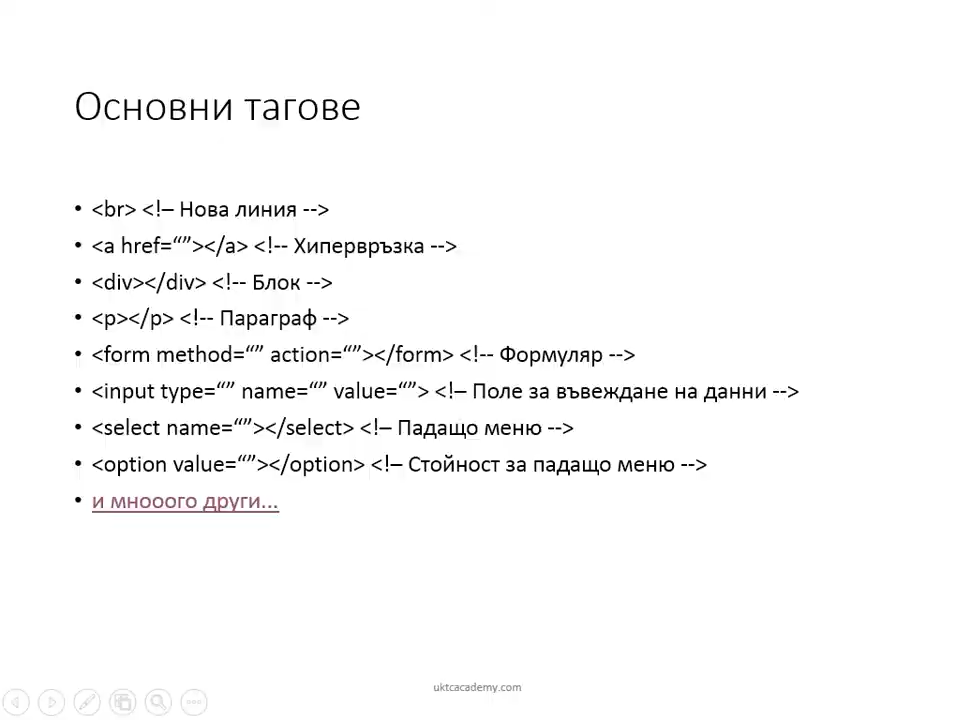 Основни тагове
• <br> <!– Нова линия -->
• <a href=“”></a> <!-- Хипервръзка -->
• <div></div> <!-- Блок -->
• <p></p> <!-- Параграф -->
• <form method=“” action=“”></form> <!-- Формуляр -->
• <input type=“” name=“” value=“”> <!– Поле за въвеждане на данни -->
• <select name=“”></select> <!– Падащо меню -->
• <option value=“”></option> <!– Стойност за падащо меню -->
• и мнооого други...
uktcacademy.com